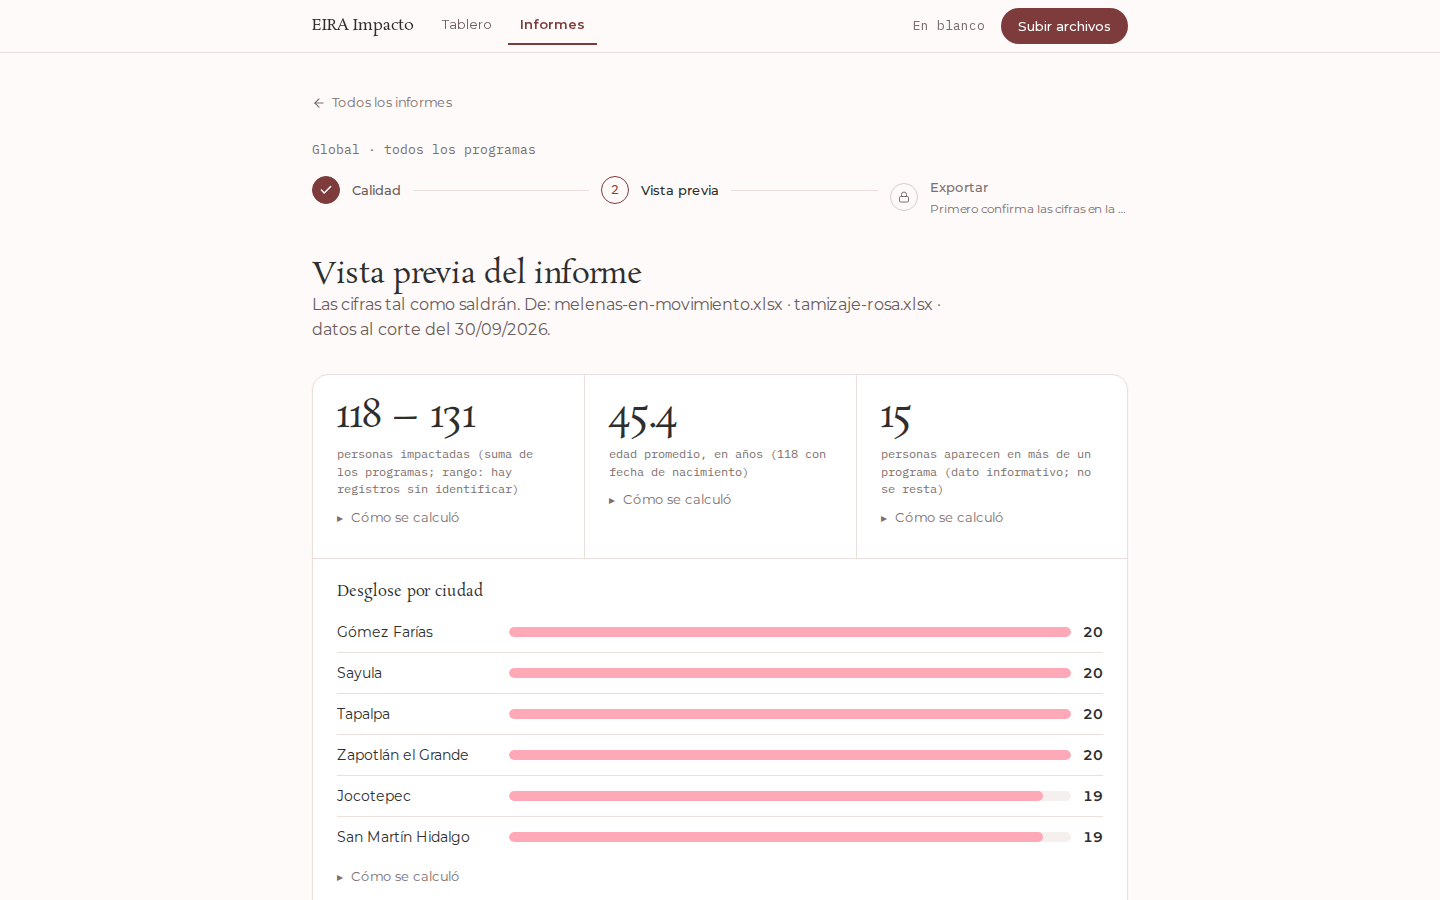 EIRA Impacto
Tablero
Informes
En blanco
Subir archivos
← Todos los informes
Global · todos los programas
Calidad
2
Vista previa
Exportar
Primero confirma las cifras en la ...
Vista previa del informe
Las cifras tal como saldrán. De: melenas-en-movimiento.xlsx · tamizaje-rosa.xlsx ·
datos al corte del 30/09/2026.
118 – 131
personas impactadas (suma de
los programas; rango: hay
registros sin identificar)
▸ Cómo se calculó
45.4
edad promedio, en años (118 con
fecha de nacimiento)
▸ Cómo se calculó
15
personas aparecen en más de un
programa (dato informativo; no
se resta)
▸ Cómo se calculó
Desglose por ciudad
Gómez Farías 20
Sayula 20
Tapalpa 20
Zapotlán el Grande 20
Jocotepec 19
San Martín Hidalgo 19
▸ Cómo se calculó